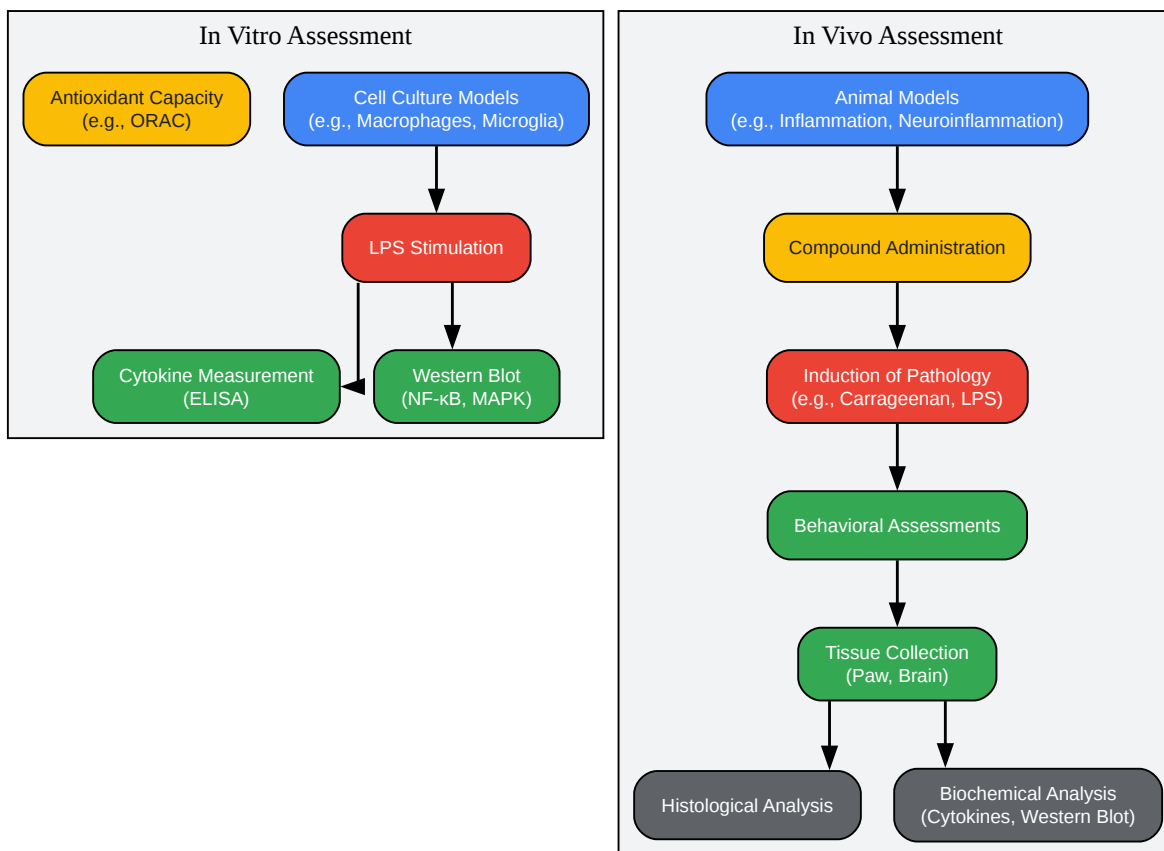 In Vitro Assessment
Antioxidant Capacity
(e.g., ORAC)
Cell Culture Models
(e.g., Macrophages, Microglia)
LPS Stimulation
Cytokine Measurement
(ELISA)
Western Blot
(NF-κB, MAPK)
In Vivo Assessment
Animal Models
(e.g., Inflammation, Neuroinflammation)
Compound Administration
Induction of Pathology
(e.g., Carrageenan, LPS)
Behavioral Assessments
Tissue Collection
(Paw, Brain)
Histological Analysis
Biochemical Analysis
(Cytokines, Western Blot)